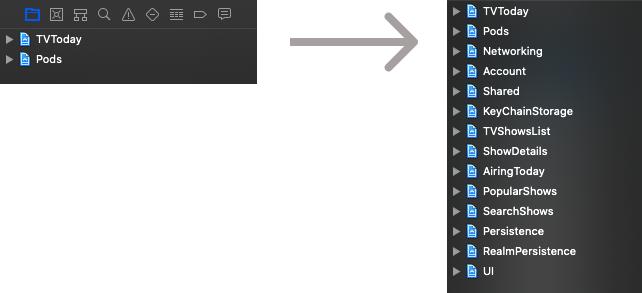 TVToday
Pods
TVToday
Pods
Networking
Account
Shared
KeyChainStorage
TVShowsList
ShowDetails
AiringToday
PopularShows
SearchShows
Persistence
RealmPersistence
UI